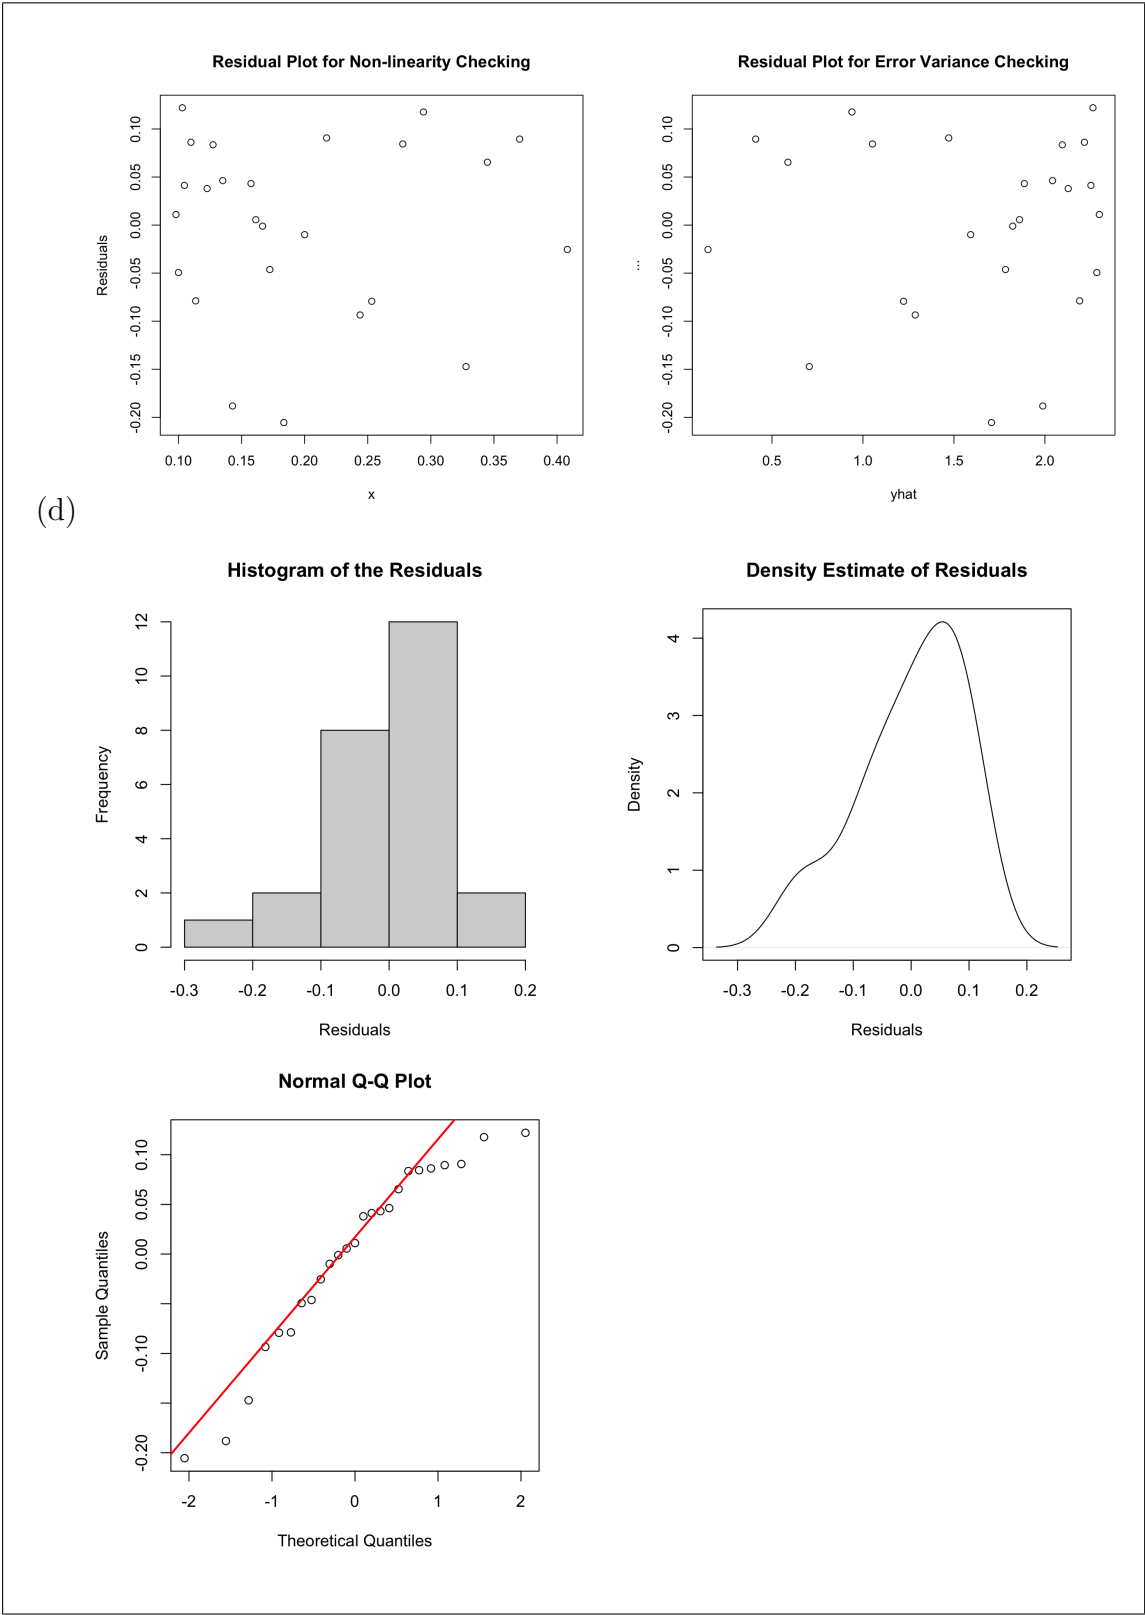 Residual Plot for Non-linearity Checking
Residuals
0.10
0.05
0.00
-0.05
-0.10
-0.15
-0.20
0.10 0.15 0.20 0.25 0.30 0.35 0.40
x
Residual Plot for Error Variance Checking
...
0.10
0.05
0.00
-0.05
-0.10
-0.15
-0.20
0.5 1.0 1.5 2.0
yhat
(d)
Histogram of the Residuals
Frequency
12
10
8
6
4
2
0
-0.3 -0.2 -0.1 0.0 0.1 0.2
Residuals
Density Estimate of Residuals
Density
4
3
2
1
0
-0.3 -0.2 -0.1 0.0 0.1 0.2
Residuals
Normal Q-Q Plot
Sample Quantiles
0.10
0.05
0.00
-0.10
-0.20
-2 -1 0 1 2
Theoretical Quantiles